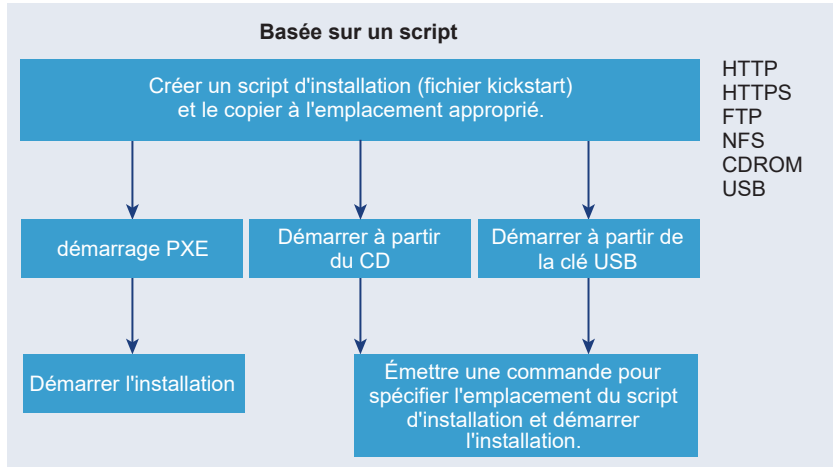 Basée sur un script
Créer un script d'installation (fichier kickstart)
et le copier à l'emplacement approprié.
HTTP
HTTPS
FTP
NFS
CDROM
USB
démarrage PXE
Démarrer à partir
du CD
Démarrer à partir de
la clé USB
Démarrer l'installation
Émettre une commande pour
spécifier l'emplacement du script
d'installation et démarrer
l'installation.